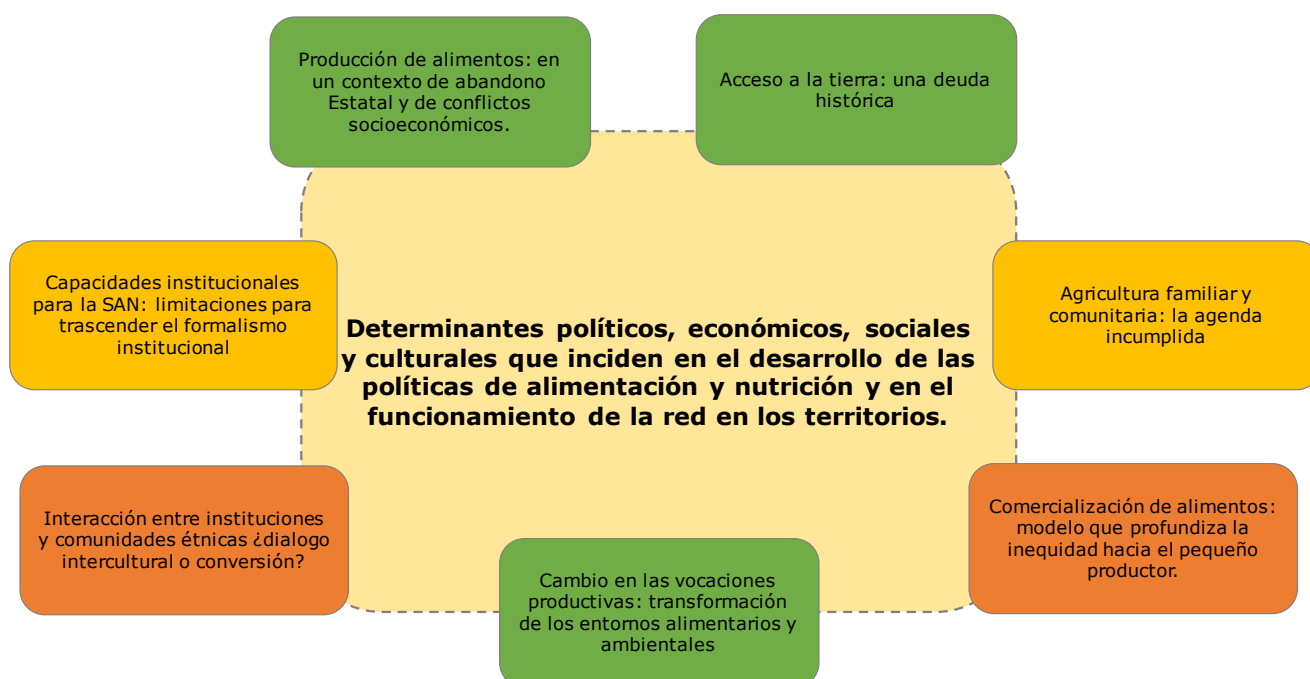 Producción de alimentos: en
un contexto de abandono
Estatal y de conflictos
socioeconómicos.
Acceso a la tierra: una deuda
histórica
Capacidades institucionales
para la SAN: limitaciones para
trascender el formalismo
institucional
Determinantes políticos, económicos, sociales
y culturales que inciden en el desarrollo de las
políticas de alimentación y nutrición y en el
funcionamiento de la red en los territorios.
Agricultura familiar y
comunitaria: la agenda
incumplida
Interacción entre instituciones
y comunidades étnicas ¿dialogo
intercultural o conversión?
Cambio en las vocaciones
productivas: transformación
de los entornos alimentarios y
ambientales
Comercialización de alimentos:
modelo que profundiza la
inequidad hacia el pequeño
productor.